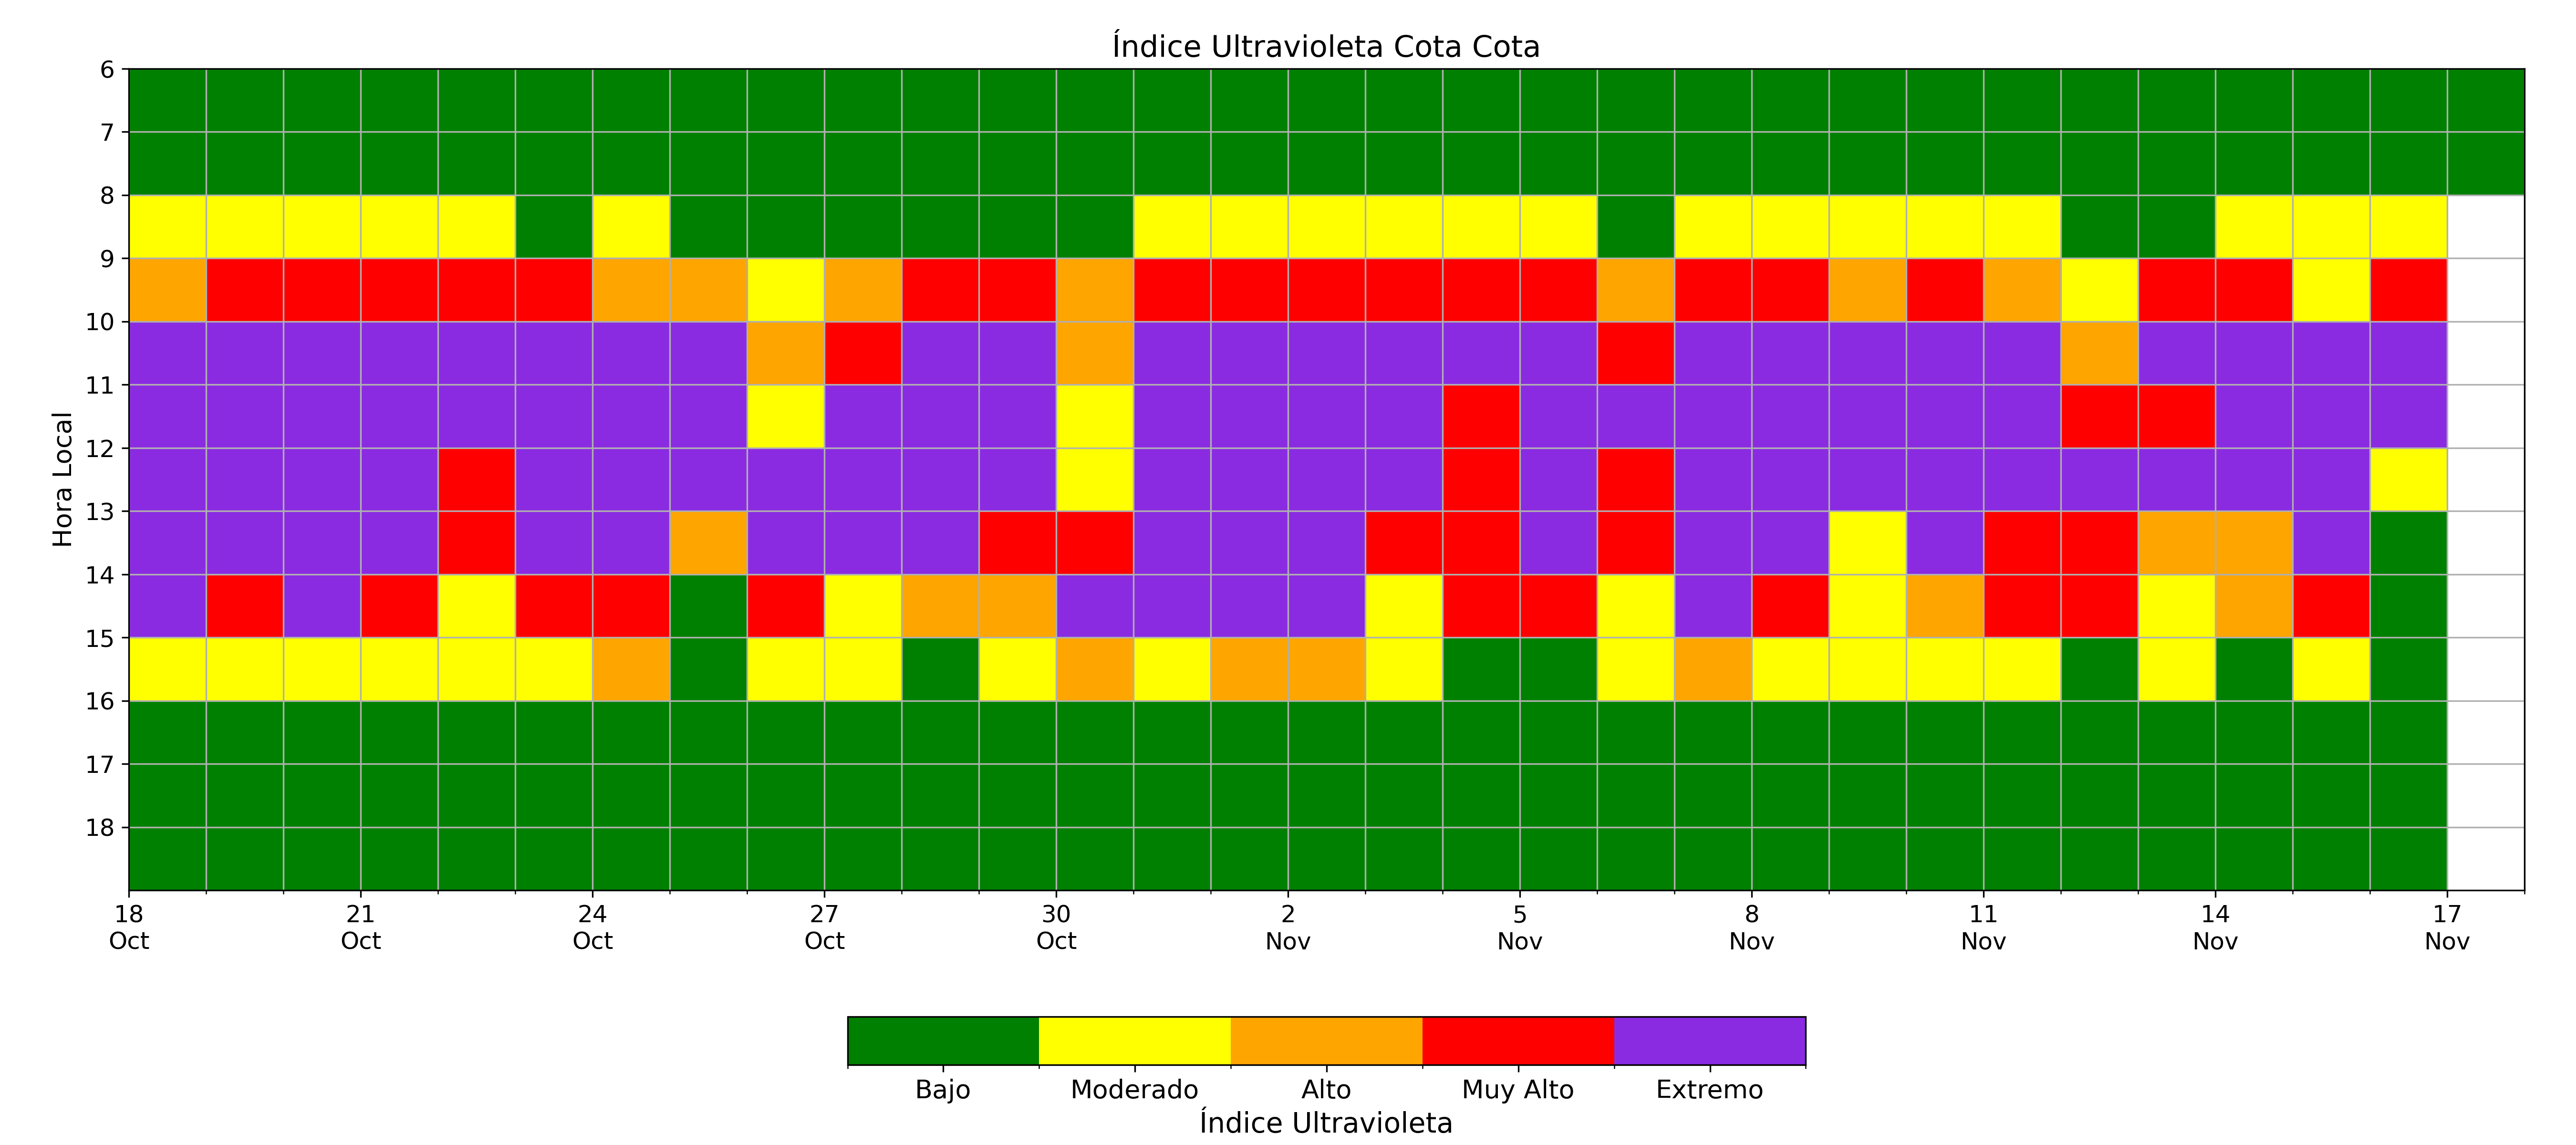 Índice Ultravioleta Cota Cota
Hora Local
6
7
8
9
10
11
12
13
14
15
16
17
18
18 21 24 27 30 2 5 8 11 14 117
Oct Oct Oct Oct Oct Nov Nov Nov Nov Nov Nov
Bajo Moderado Alto Muy Alto Extremo
Índice Ultravioleta